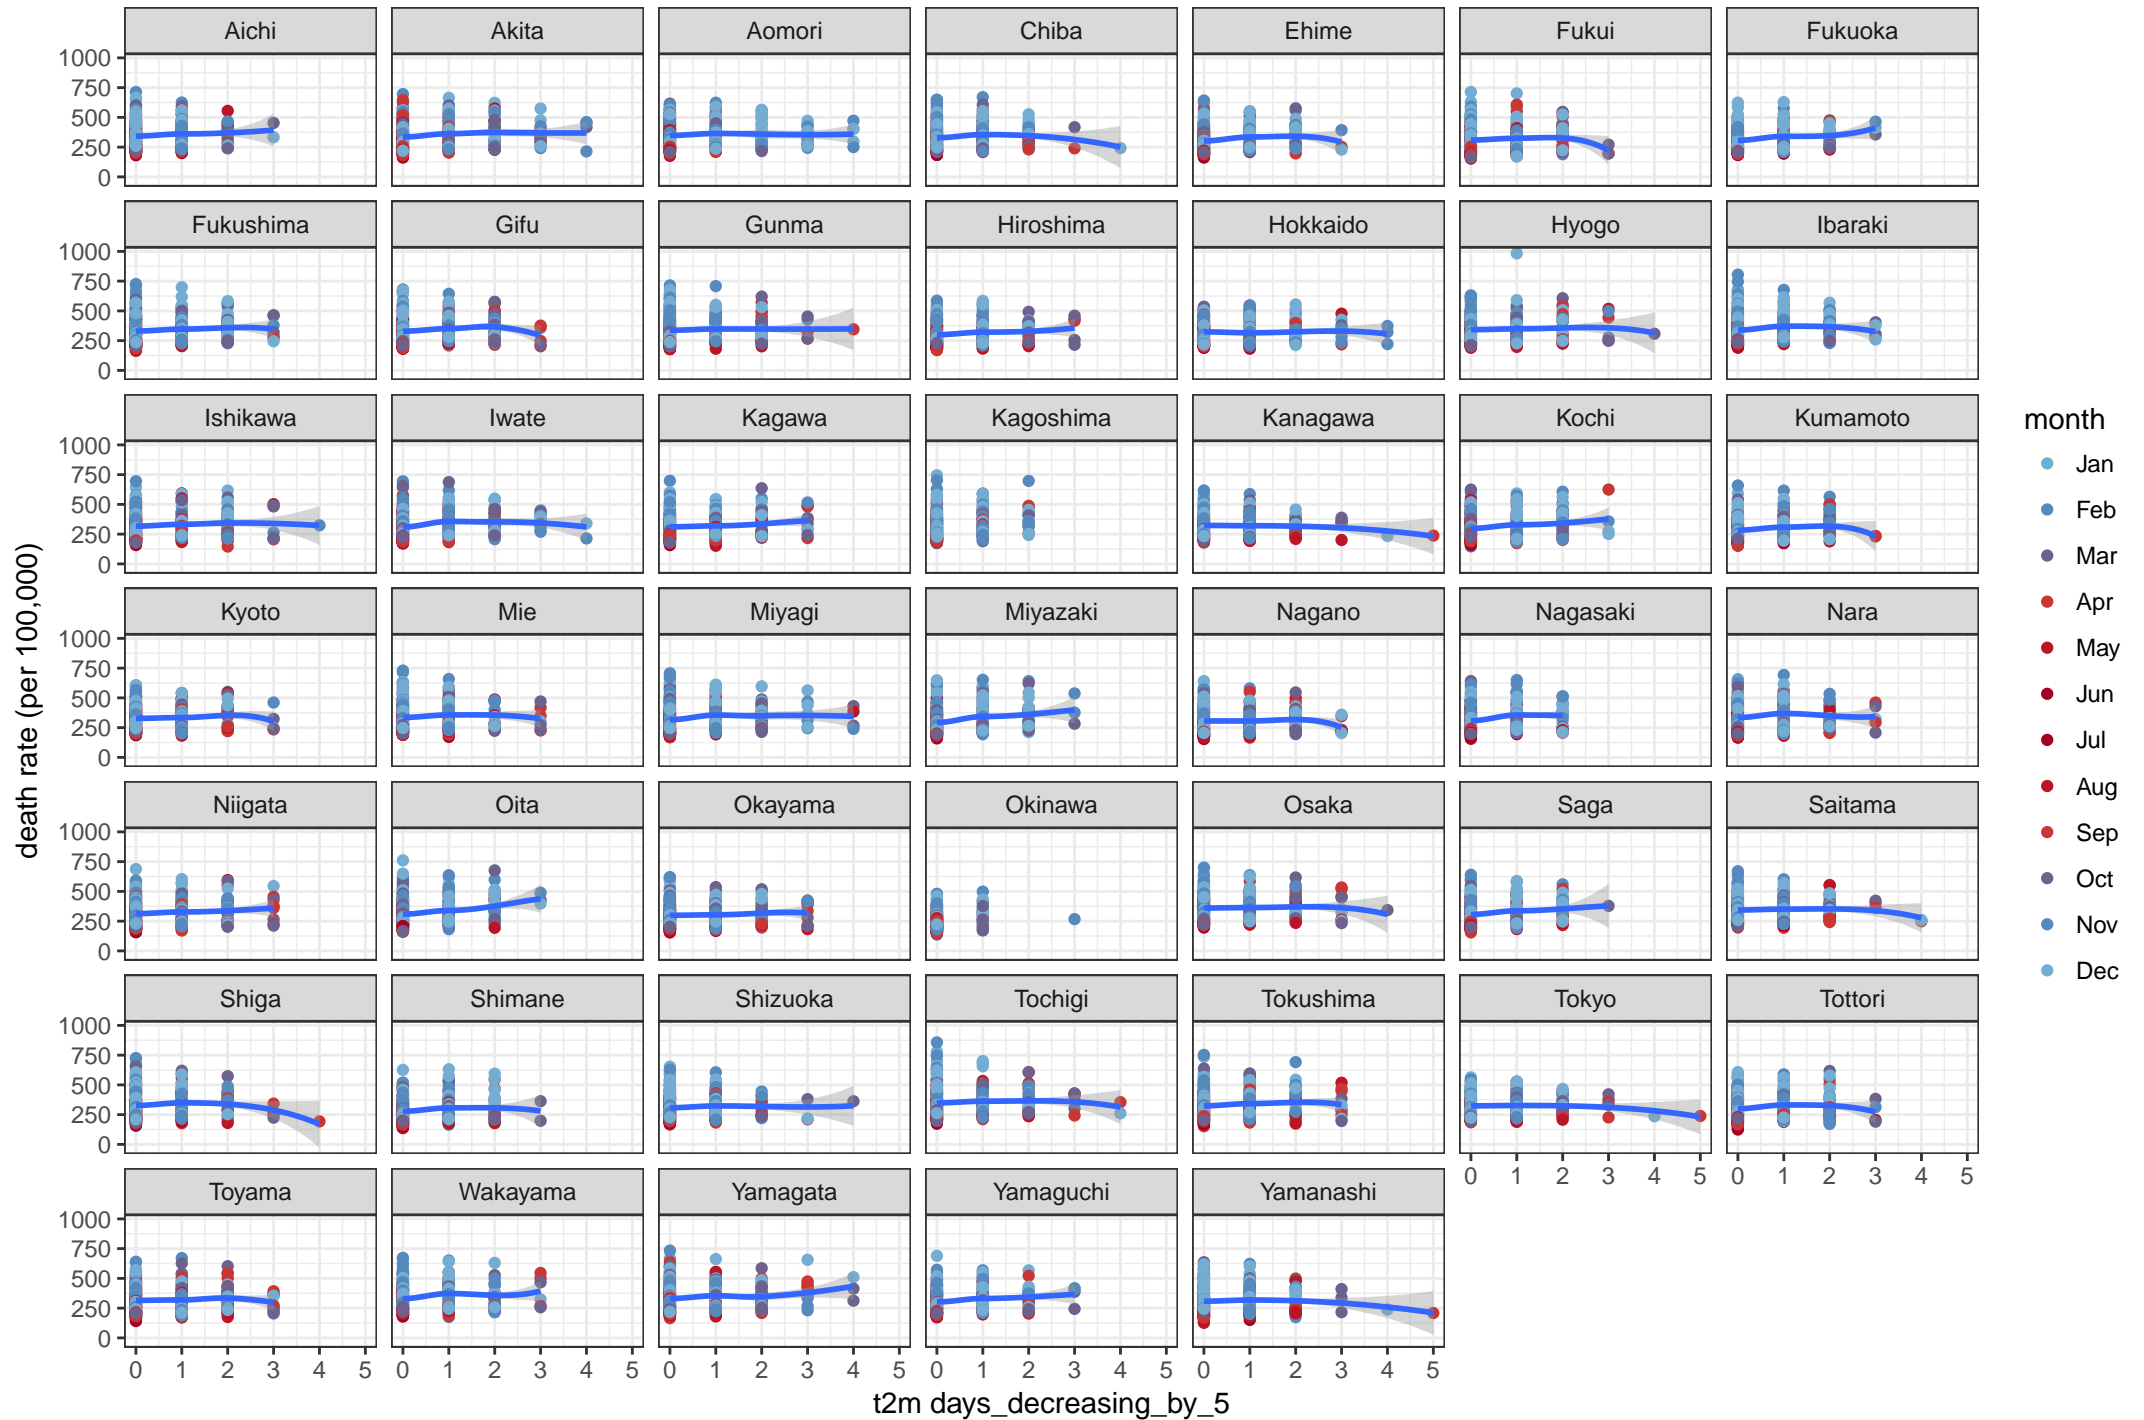 Aichi Akita Aomori Chiba Ehime Fukui Fukuoka
1000
750
500
250
0
Fukushima Gifu Gunma Hiroshima Hokkaido Hyogo Ibaraki
1000
750
500
250
0
Ishikawa Iwate Kagawa Kagoshima Kanagawa Kochi Kumamoto
1000
750
500
250
0
Kyoto Mie Miyagi Miyazaki Nagano Nagasaki Nara
1000
750
500
250
0
Niigata Oita Okayama Okinawa Osaka Saga Saitama
1000
750
500
250
0
Shiga Shimane Shizuoka Tochigi Tokushima Tokyo Tottori
1000
750
500
250
0
0 1 2 3 4 5 0 1 2 3 4 5
Toyama Wakayama Yamagata Yamaguchi Yamanashi
1000
750
500
250
0
0 1 2 3 4 5 0 1 2 3 4 5 0 1 2 3 4 5 0 1 2 3 4 5 0 1 2 3 4 5
t2m days_decreasing_by_5
death rate (per 100,000)
month
Jan
Feb
Mar
Apr
May
Jun
Jul
Aug
Sep
Oct
Nov
Dec